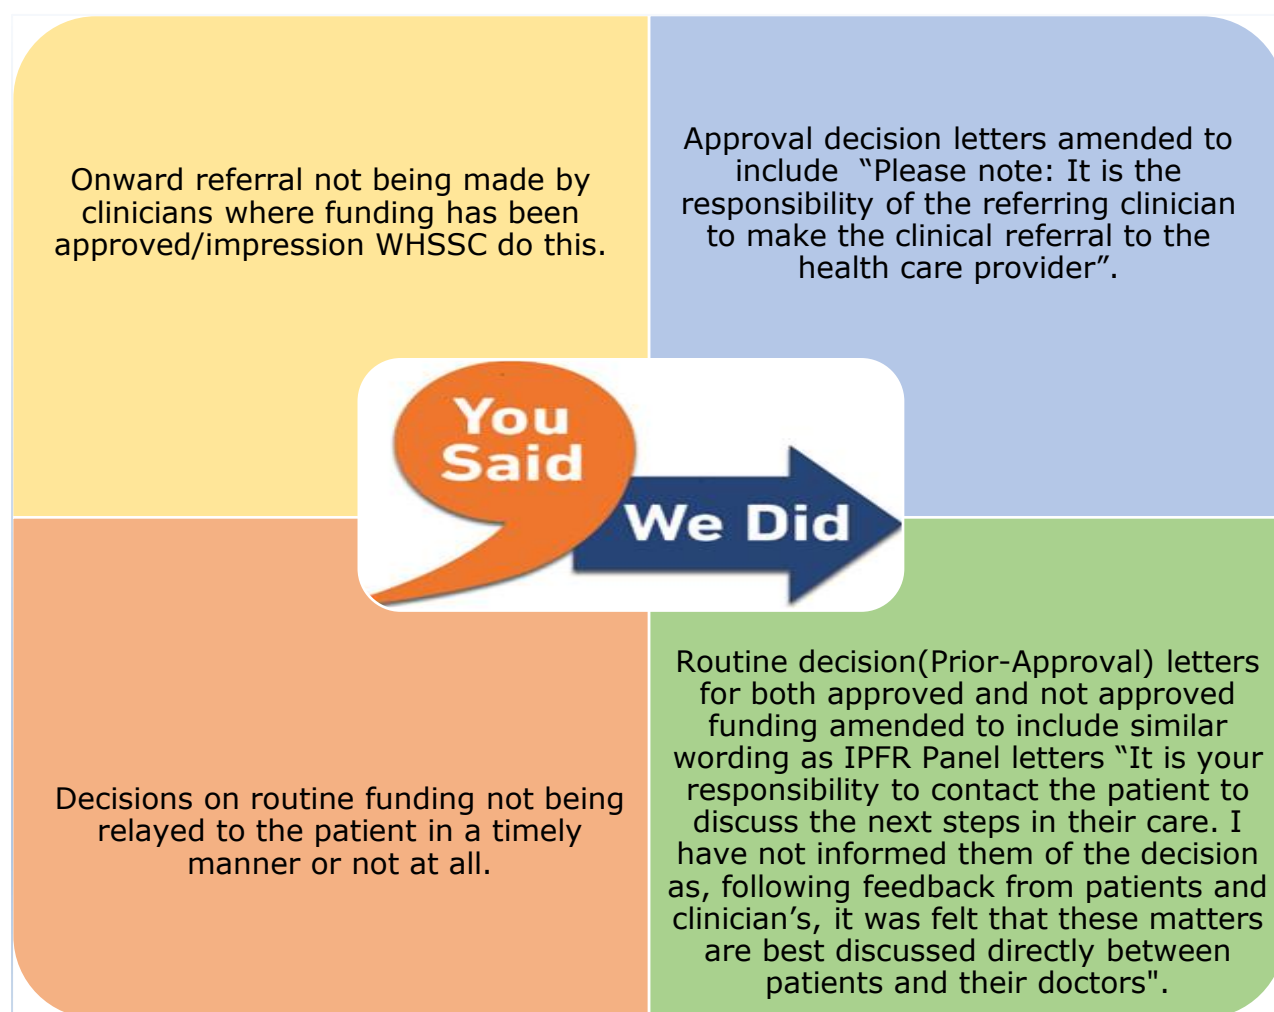 Onward referral not being made by
clinicians where funding has been
approved/impression WHSSC do this.
Approval decision letters amended to
include “Please note: It is the
responsibility of the referring clinician
to make the clinical referral to the
health care provider”.
You
Said
We Did
Decisions on routine funding not being
relayed to the patient in a timely
manner or not at all.
Routine decision(Prior-Approval) letters
for both approved and not approved
funding amended to include similar
wording as IPFR Panel letters “It is your
responsibility to contact the patient to
discuss the next steps in their care. I
have not informed them of the decision
as, following feedback from patients and
clinician’s, it was felt that these matters
are best discussed directly between
patients and their doctors".